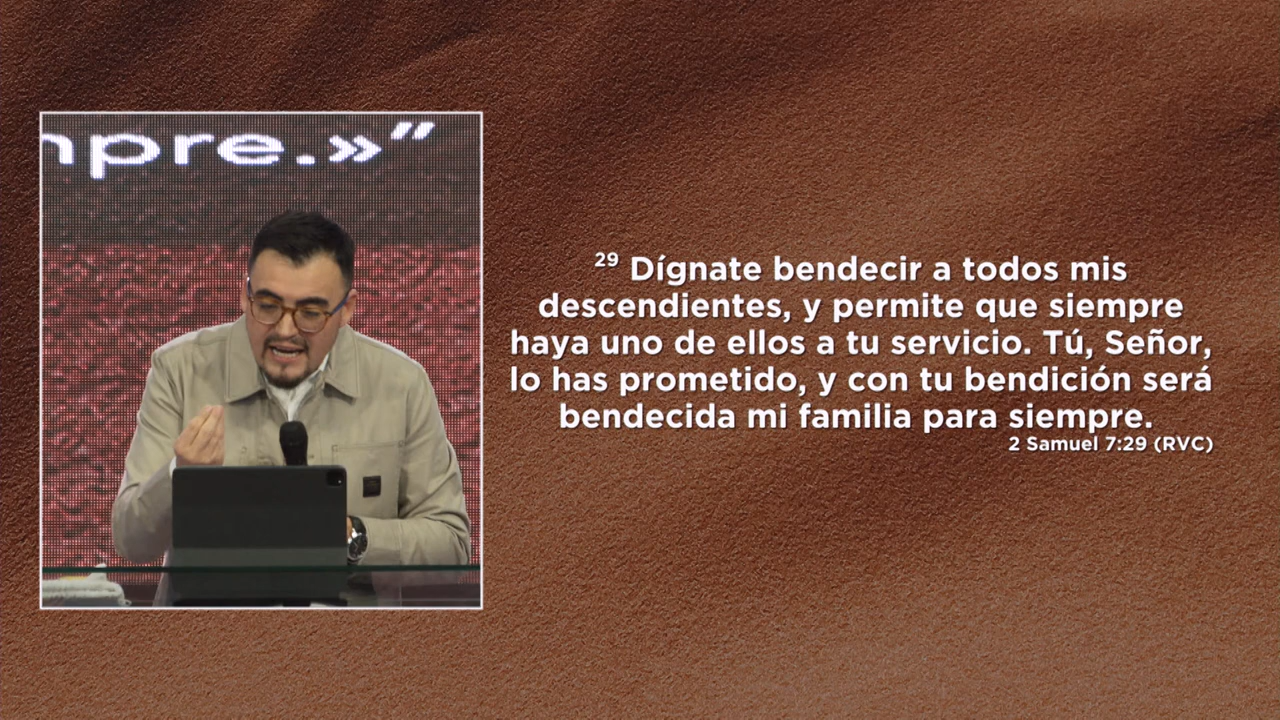 mpre.»”
²⁹ Dígnate bendecir a todos mis
descendientes, y permite que siempre
haya uno de ellos a tu servicio. Tú, Señor,
lo has prometido, y con tu bendición será
bendecida mi familia para siempre.
2 Samuel 7:29 (RVC)